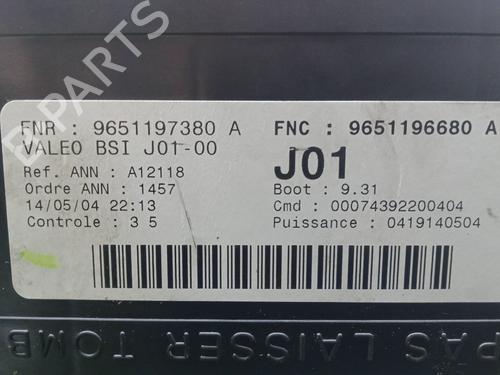 FNR : 9651197380 A
FNC : 9651196680 A
VALEO BSI J01-00
J01
Ref. ANN : A12118
Ordre ANN : 1457
Boot : 9.31
14/05/04 22:13
Cmd : 00074392200404
Controle : 3 5
Puissance : 0419140504
PAS LAISSER TOMB
B-PARTS